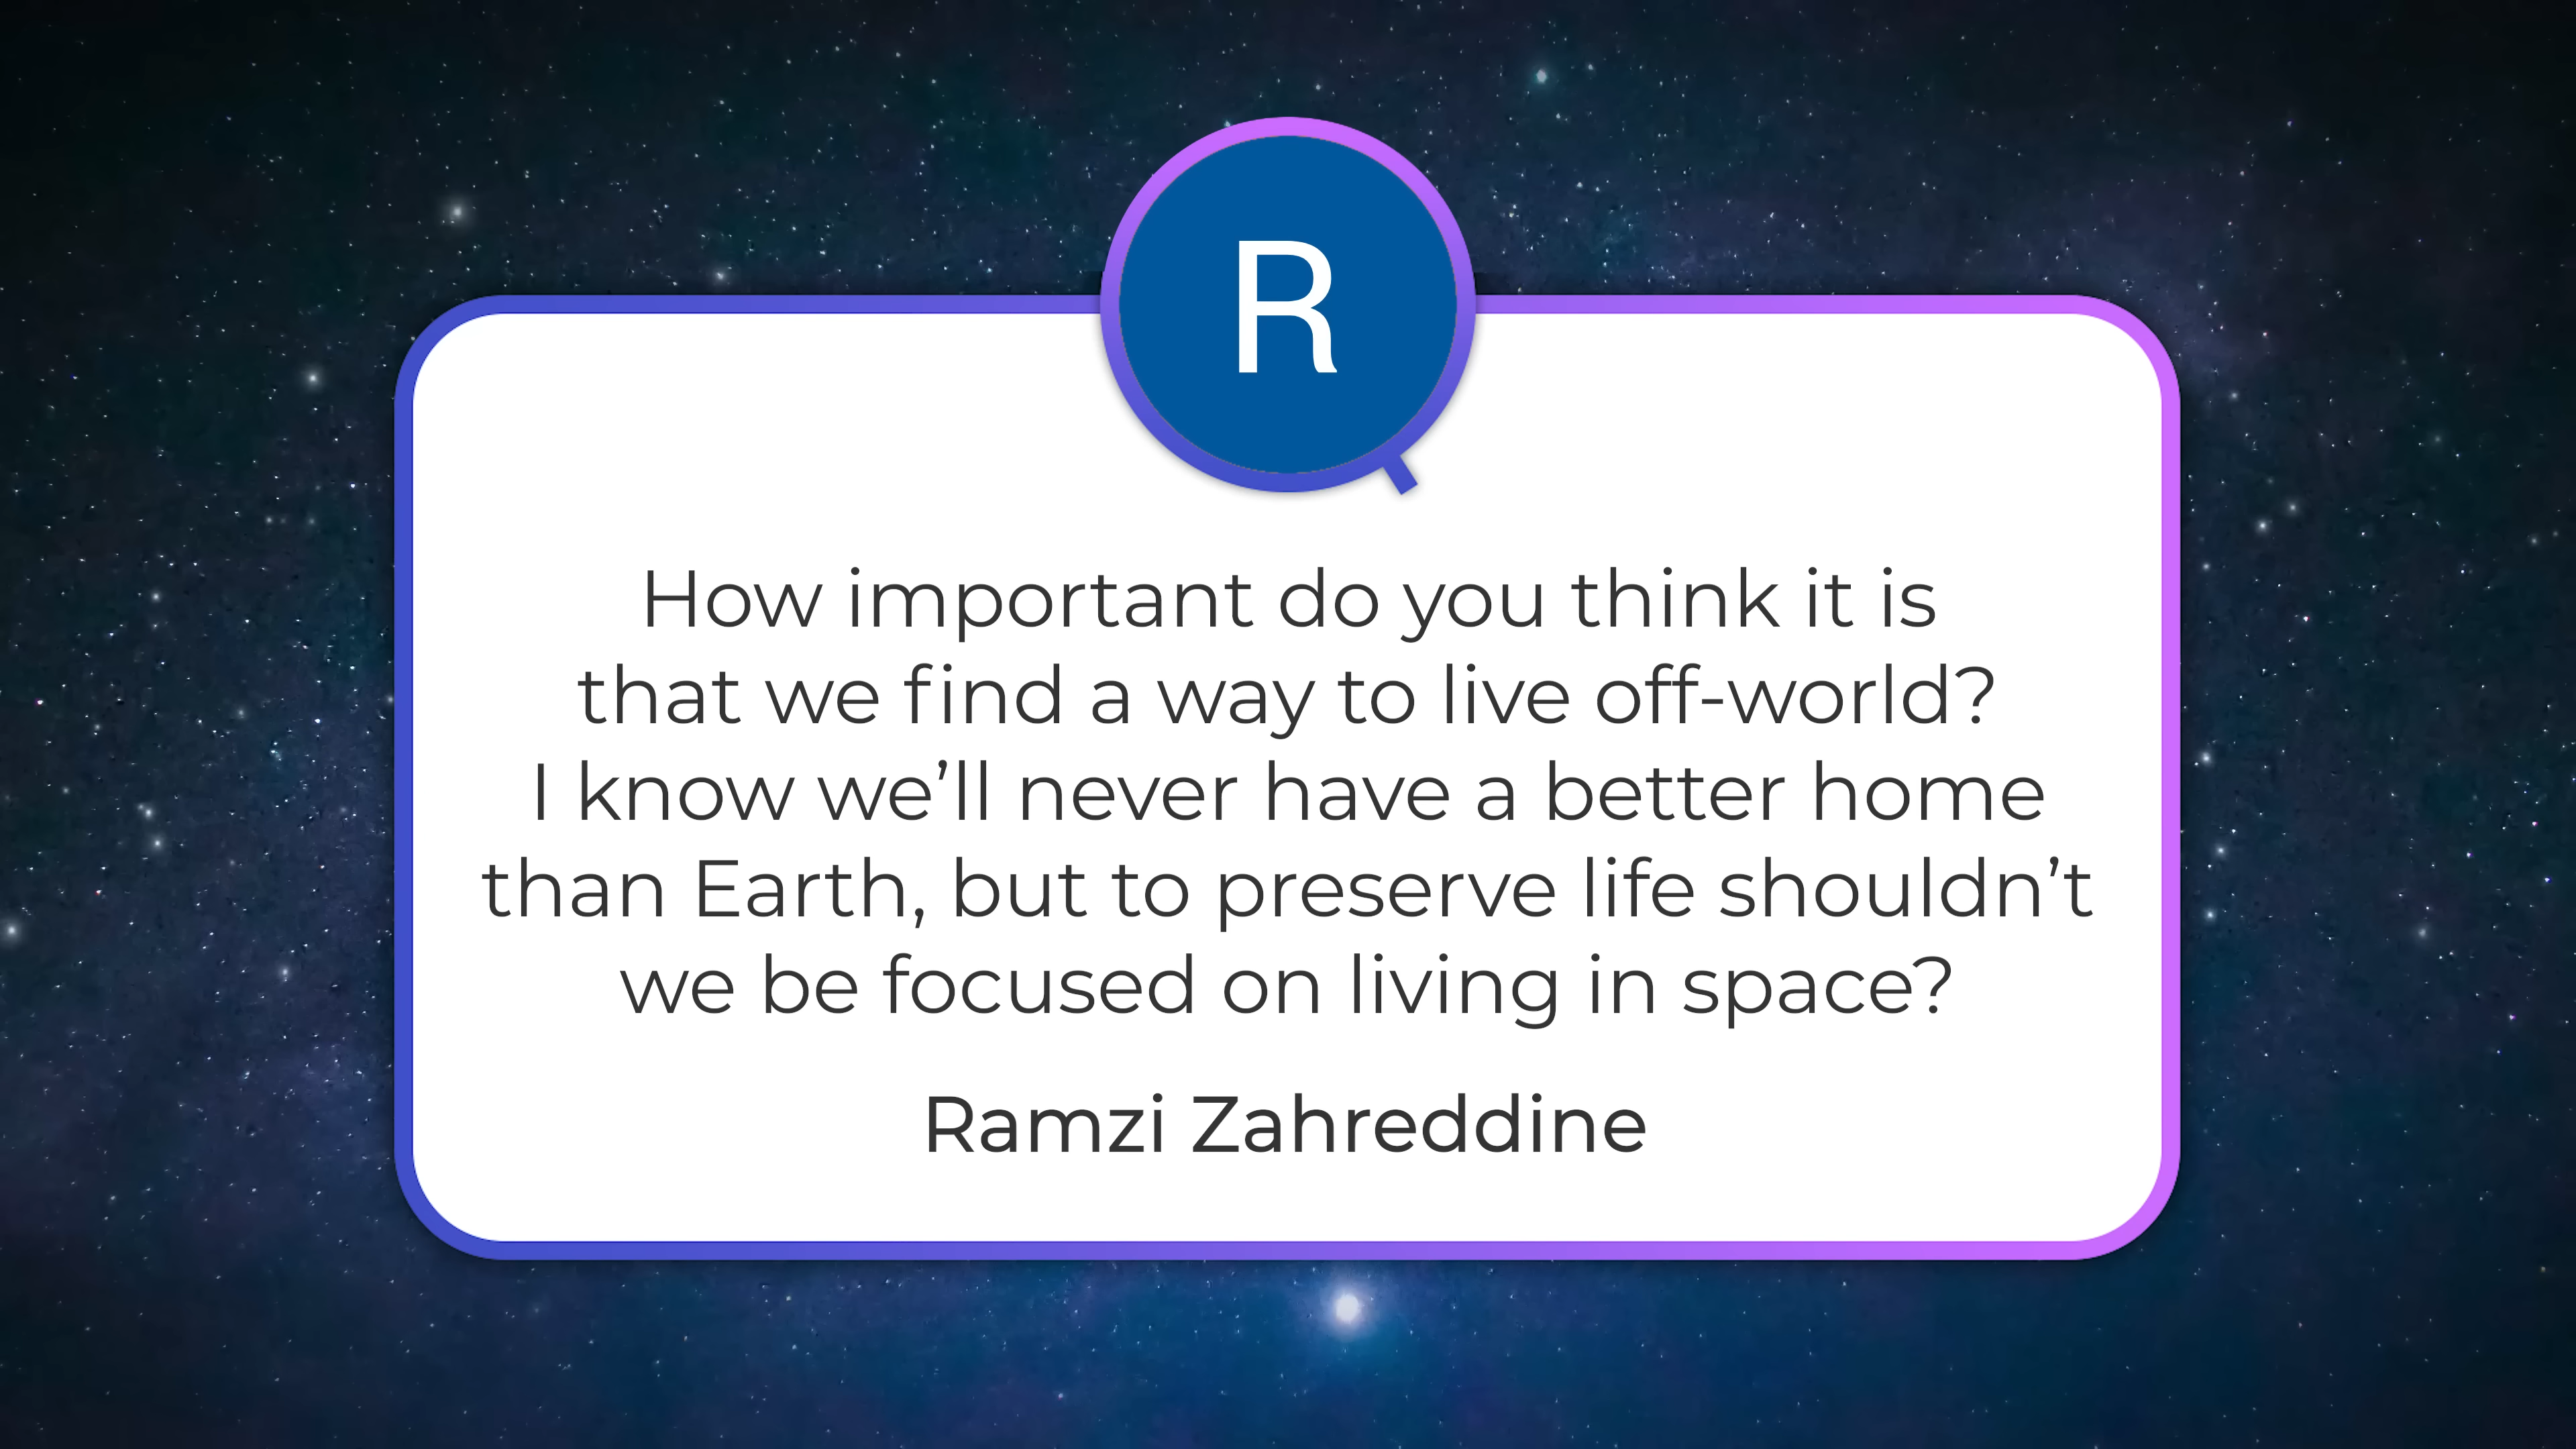 R
How important do you think it is
that we find a way to live off-world?
I know we’ll never have a better home
than Earth, but to preserve life shouldn’t
we be focused on living in space?
Ramzi Zahreddine